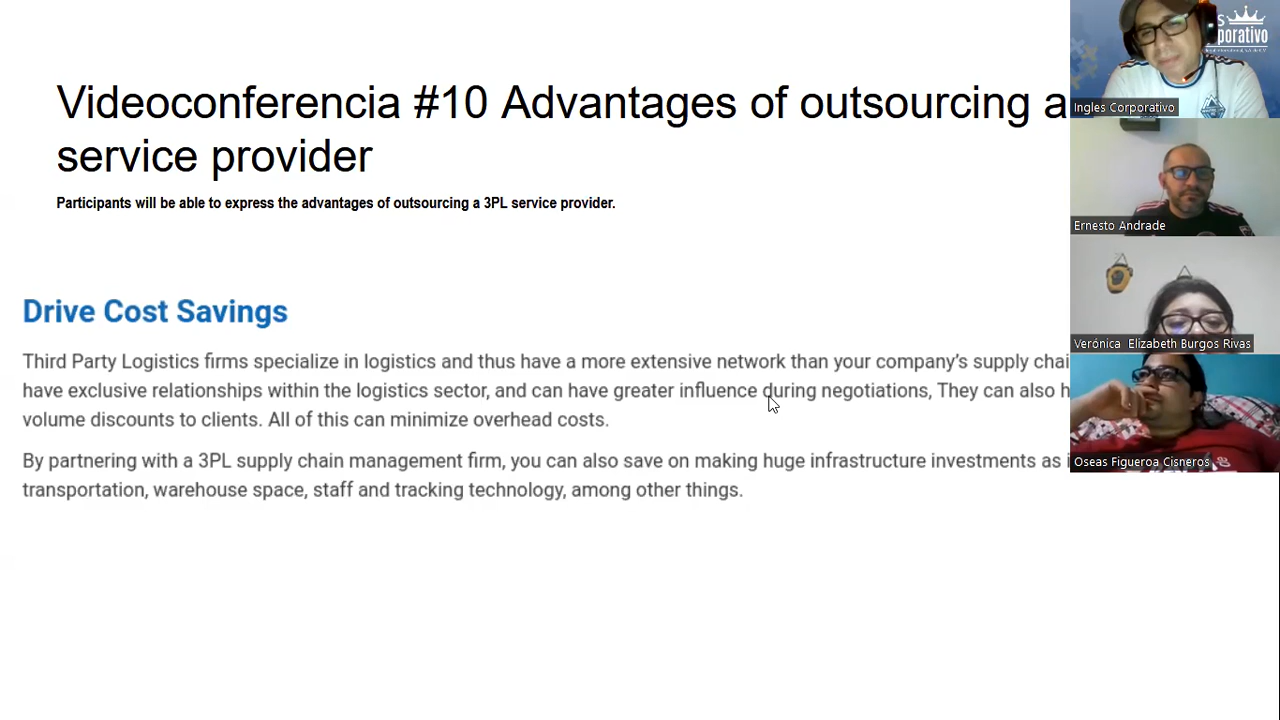 Videoconferencia #10 Advantages of outsourcing a
service provider
Participants will be able to express the advantages of outsourcing a 3PL service provider.
Drive Cost Savings
Third Party Logistics firms specialize in logistics and thus have a more extensive network than your company's supply chai
have exclusive relationships within the logistics sector, and can have greater influence during negotiations, They can also h
volume discounts to clients. All of this can minimize overhead costs.
By partnering with a 3PL supply chain management firm, you can also save on making huge infrastructure investments as
transportation, warehouse space, staff and tracking technology, among other things.
s
porativo
Ingles Corporativo
Ernesto Andrade
Verónica Elizabeth Burgos Rivas
Oseas Figueroa Cisneros